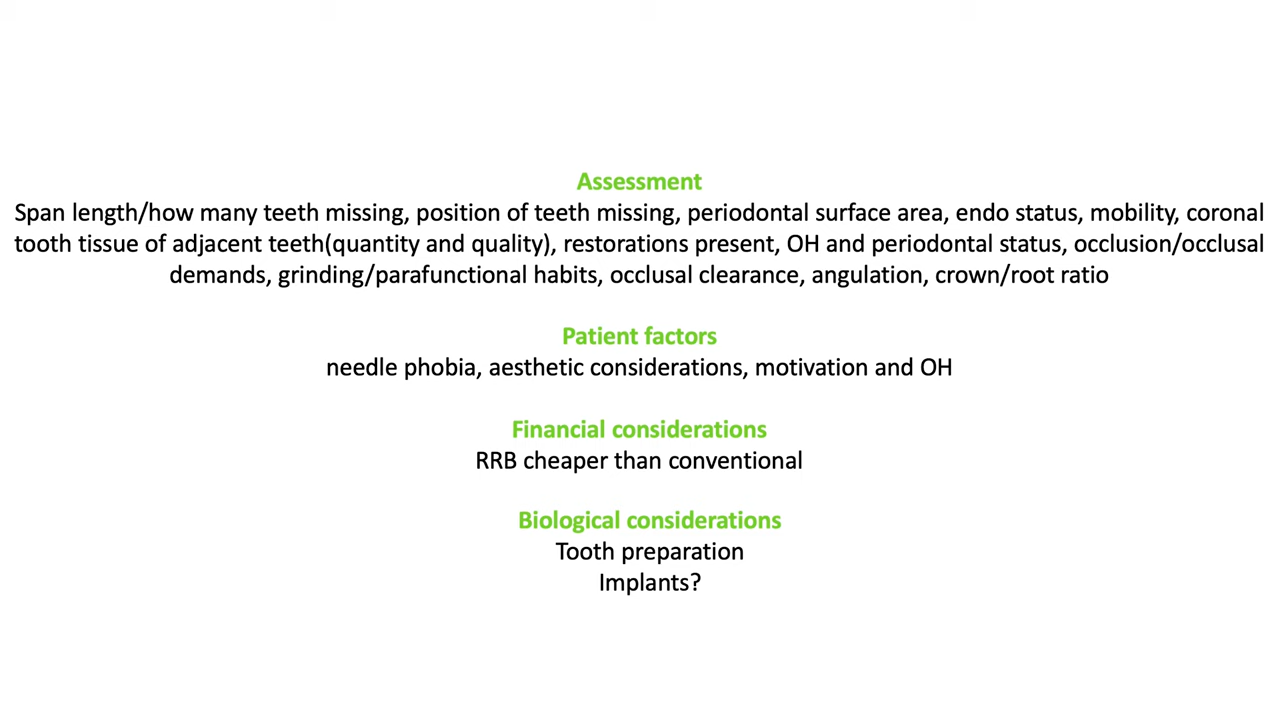 Assessment
Span length/how many teeth missing, position of teeth missing, periodontal surface area, endo status, mobility, coronal
tooth tissue of adjacent teeth(quantity and quality), restorations present, OH and periodontal status, occlusion/occlusal
demands, grinding/parafunctional habits, occlusal clearance, angulation, crown/root ratio
Patient factors
needle phobia, aesthetic considerations, motivation and OH
Financial considerations
RRB cheaper than conventional
Biological considerations
Tooth preparation
Implants?